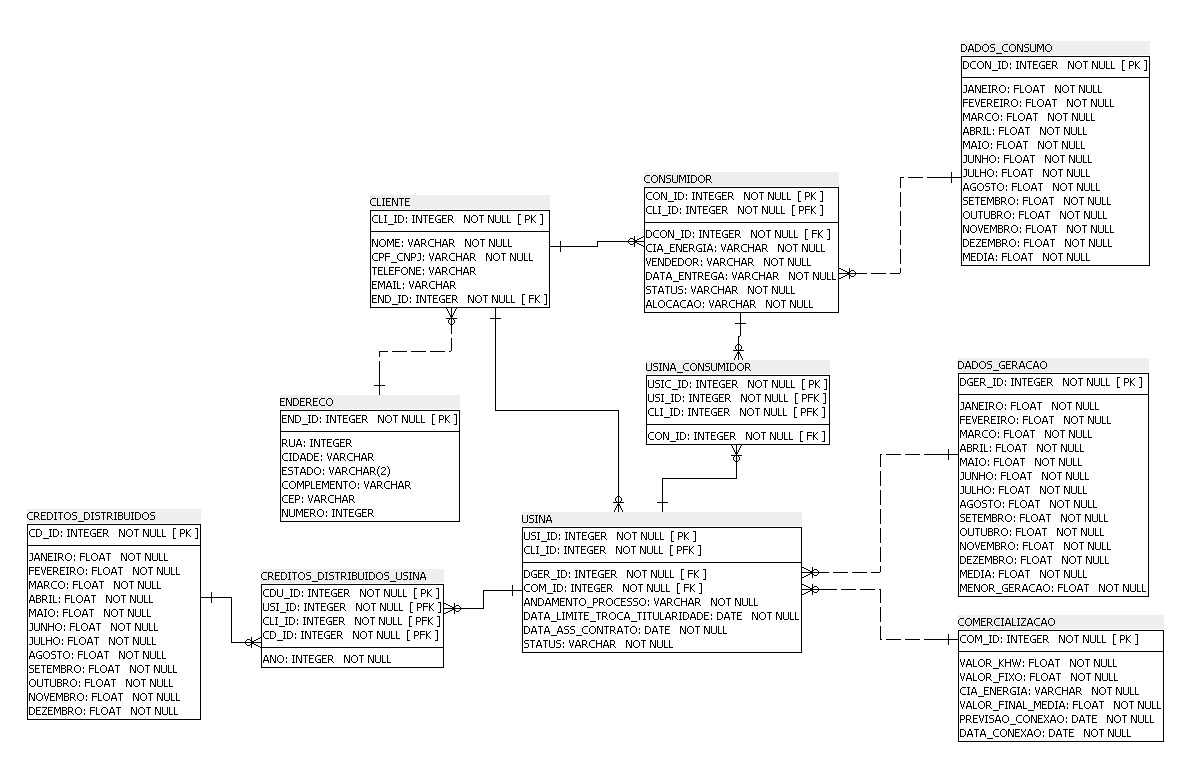 DADOS_CONSUMO
DCON_ID: INTEGER NOT NULL [ PK ]
JANEIRO: FLOAT NOT NULL
FEVEREIRO: FLOAT NOT NULL
MARCO: FLOAT NOT NULL
ABRIL: FLOAT NOT NULL
MAIO: FLOAT NOT NULL
JUNHO: FLOAT NOT NULL
JULHO: FLOAT NOT NULL
AGOSTO: FLOAT NOT NULL
SETEMBRO: FLOAT NOT NULL
OUTUBRO: FLOAT NOT NULL
NOVEMBRO: FLOAT NOT NULL
DEZEMBRO: FLOAT NOT NULL
MEDIA: FLOAT NOT NULL
CONSUMIDOR
CON_ID: INTEGER NOT NULL [ PK ]
CLI_ID: INTEGER NOT NULL [ PFK ]
DCON_ID: INTEGER NOT NULL [ FK ]
CIA_ENERGIA: VARCHAR NOT NULL
VENDEDOR: VARCHAR NOT NULL
DATA_ENTREGA: VARCHAR NOT NULL
STATUS: VARCHAR NOT NULL
ALOCACAO: VARCHAR NOT NULL
CLIENTE
CLI_ID: INTEGER NOT NULL [ PK ]
NOME: VARCHAR NOT NULL
CPF_CNPJ: VARCHAR NOT NULL
TELEFONE: VARCHAR
EMAIL: VARCHAR
END_ID: INTEGER NOT NULL [ FK ]
USINA_CONSUMIDOR
USIC_ID: INTEGER NOT NULL [ PK ]
USI_ID: INTEGER NOT NULL [ PFK ]
CLI_ID: INTEGER NOT NULL [ PFK ]
CON_ID: INTEGER NOT NULL [ FK ]
DADOS_GERACAO
DGER_ID: INTEGER NOT NULL [ PK ]
JANEIRO: FLOAT NOT NULL
FEVEREIRO: FLOAT NOT NULL
MARCO: FLOAT NOT NULL
ABRIL: FLOAT NOT NULL
MAIO: FLOAT NOT NULL
JUNHO: FLOAT NOT NULL
JULHO: FLOAT NOT NULL
AGOSTO: FLOAT NOT NULL
SETEMBRO: FLOAT NOT NULL
OUTUBRO: FLOAT NOT NULL
NOVEMBRO: FLOAT NOT NULL
DEZEMBRO: FLOAT NOT NULL
MEDIA: FLOAT NOT NULL
MENOR_GERACAO: FLOAT NOT NULL
ENDERECO
END_ID: INTEGER NOT NULL [ PK ]
RUA: INTEGER
CIDADE: VARCHAR
ESTADO: VARCHAR(2)
COMPLEMENTO: VARCHAR
CEP: VARCHAR
NUMERO: INTEGER
CREDITOS_DISTRIBUIDOS
CD_ID: INTEGER NOT NULL [ PK ]
JANEIRO: FLOAT NOT NULL
FEVEREIRO: FLOAT NOT NULL
MARCO: FLOAT NOT NULL
ABRIL: FLOAT NOT NULL
MAIO: FLOAT NOT NULL
JUNHO: FLOAT NOT NULL
JULHO: FLOAT NOT NULL
AGOSTO: FLOAT NOT NULL
SETEMBRO: FLOAT NOT NULL
OUTUBRO: FLOAT NOT NULL
NOVEMBRO: FLOAT NOT NULL
DEZEMBRO: FLOAT NOT NULL
CREDITOS_DISTRIBUIDOS_USINA
CDU_ID: INTEGER NOT NULL [ PK ]
USI_ID: INTEGER NOT NULL [ PFK ]
CLI_ID: INTEGER NOT NULL [ PFK ]
CD_ID: INTEGER NOT NULL [ PFK ]
ANO: INTEGER NOT NULL
USINA
USI_ID: INTEGER NOT NULL [ PK ]
CLI_ID: INTEGER NOT NULL [ PFK ]
DGER_ID: INTEGER NOT NULL [ FK ]
COM_ID: INTEGER NOT NULL [ FK ]
ANDAMENTO_PROCESSO: VARCHAR NOT NULL
DATA_LIMITE_TROCA_TITULARIDADE: DATE NOT NULL
DATA_ASS_CONTRATO: DATE NOT NULL
STATUS: VARCHAR NOT NULL
COMERCIALIZACAO
COM_ID: INTEGER NOT NULL [ PK ]
VALOR_KHW: FLOAT NOT NULL
VALOR_FIXO: FLOAT NOT NULL
CIA_ENERGIA: VARCHAR NOT NULL
VALOR_FINAL_MEDIA: FLOAT NOT NULL
PREVISAO_CONEXAO: DATE NOT NULL
DATA_CONEXAO: DATE NOT NULL